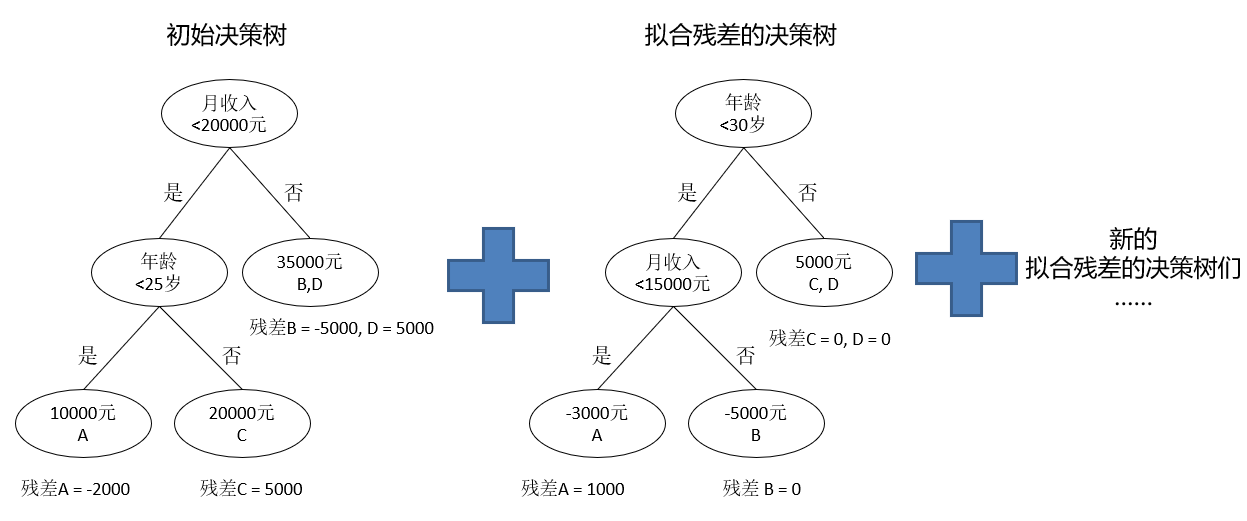 初始决策树
月收入
<20000元
是
否
年龄
<25岁
35000元
B,D
残差B = -5000, D = 5000
是
否
10000元
A
20000元
C
残差A = -2000
残差C = 5000
拟合残差的决策树
年龄
<30岁
是
否
月收入
<15000元
5000元
C, D
残差C = 0, D = 0
是
否
-3000元
A
-5000元
B
残差A = 1000
残差 B = 0
新的
拟合残差的决策树们
……